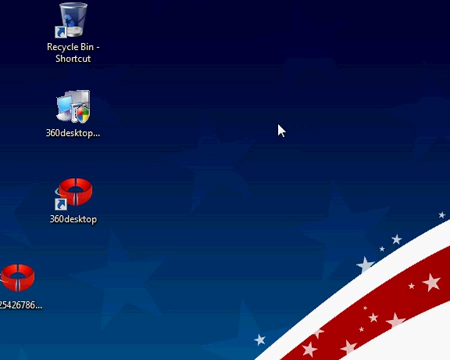 Recycle Bin -
Shortcut
360desktop...
360desktop
25426786...